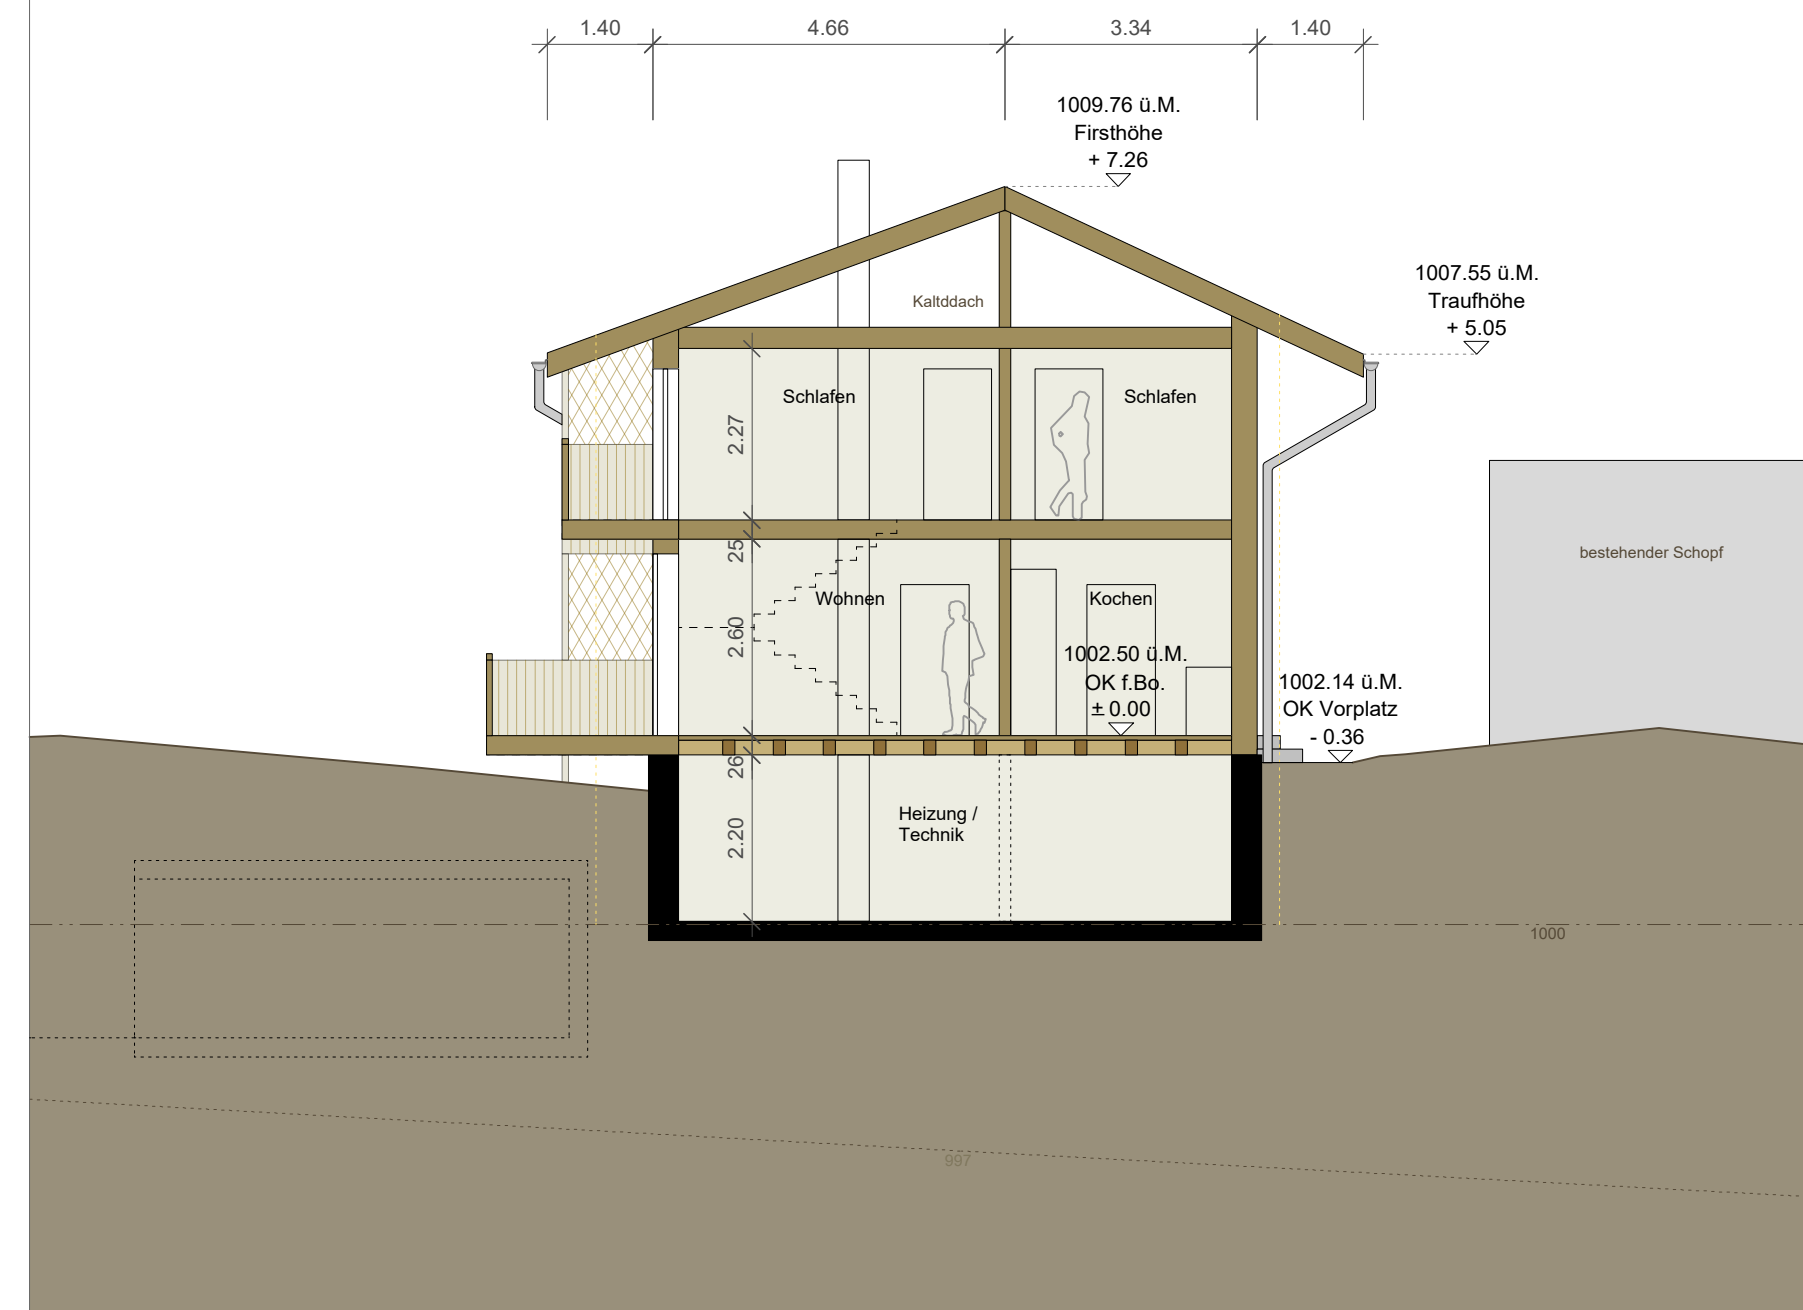 1.40
4.66
3.34
1.40
1009.76 ü.M.
Firsthöhe
+ 7.26
1007.55 ü.M.
Traufhöhe
+ 5.05
Kaltddach
Schlafen
Schlafen
2.27
25
bestehender Schopf
Wohnen
Kochen
2.60
1002.50 ü.M.
OK f.Bo.
± 0.00
1002.14 ü.M.
OK Vorplatz
- 0.36
26
Heizung /
Technik
2.20
1000
997